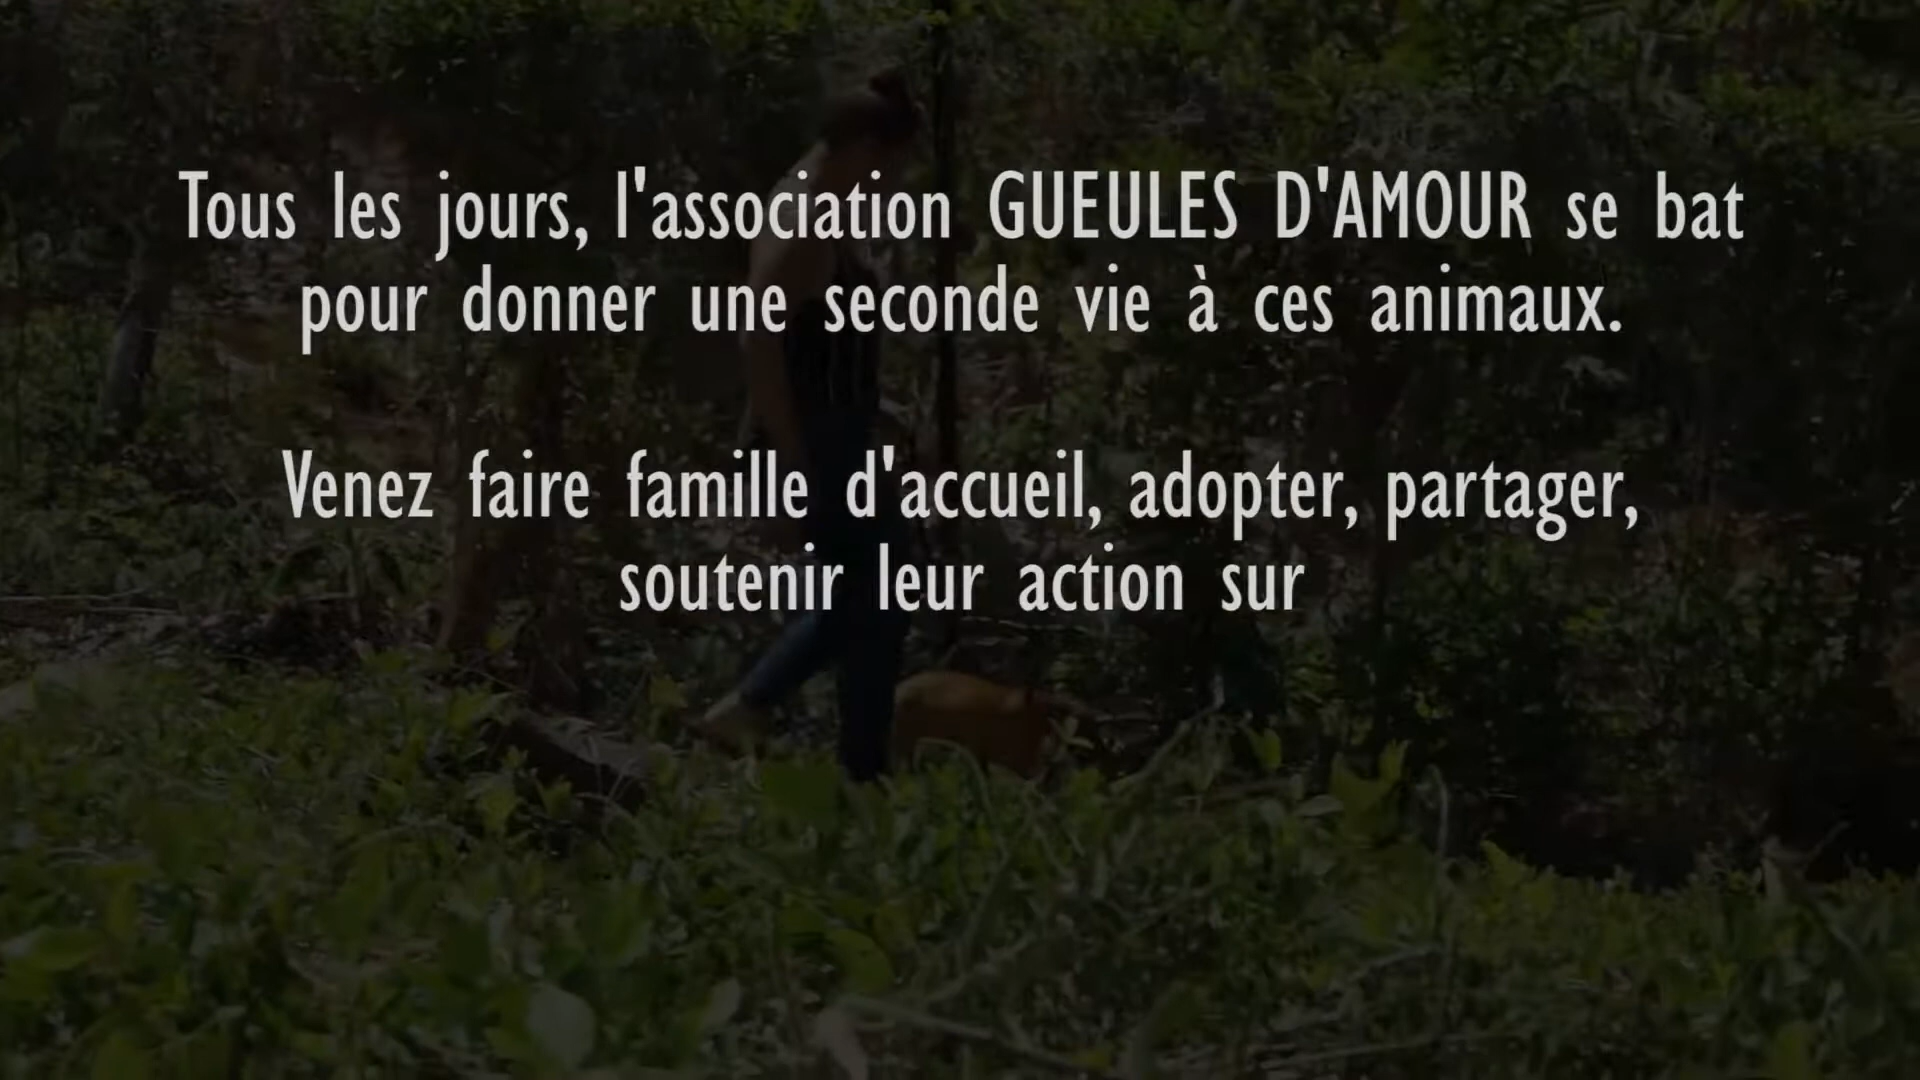 Tous les jours, l'association GUEULES D'AMOUR se bat
pour donner une seconde vie à ces animaux.
Venez faire famille d'accueil, adopter, partager,
soutenir leur action sur